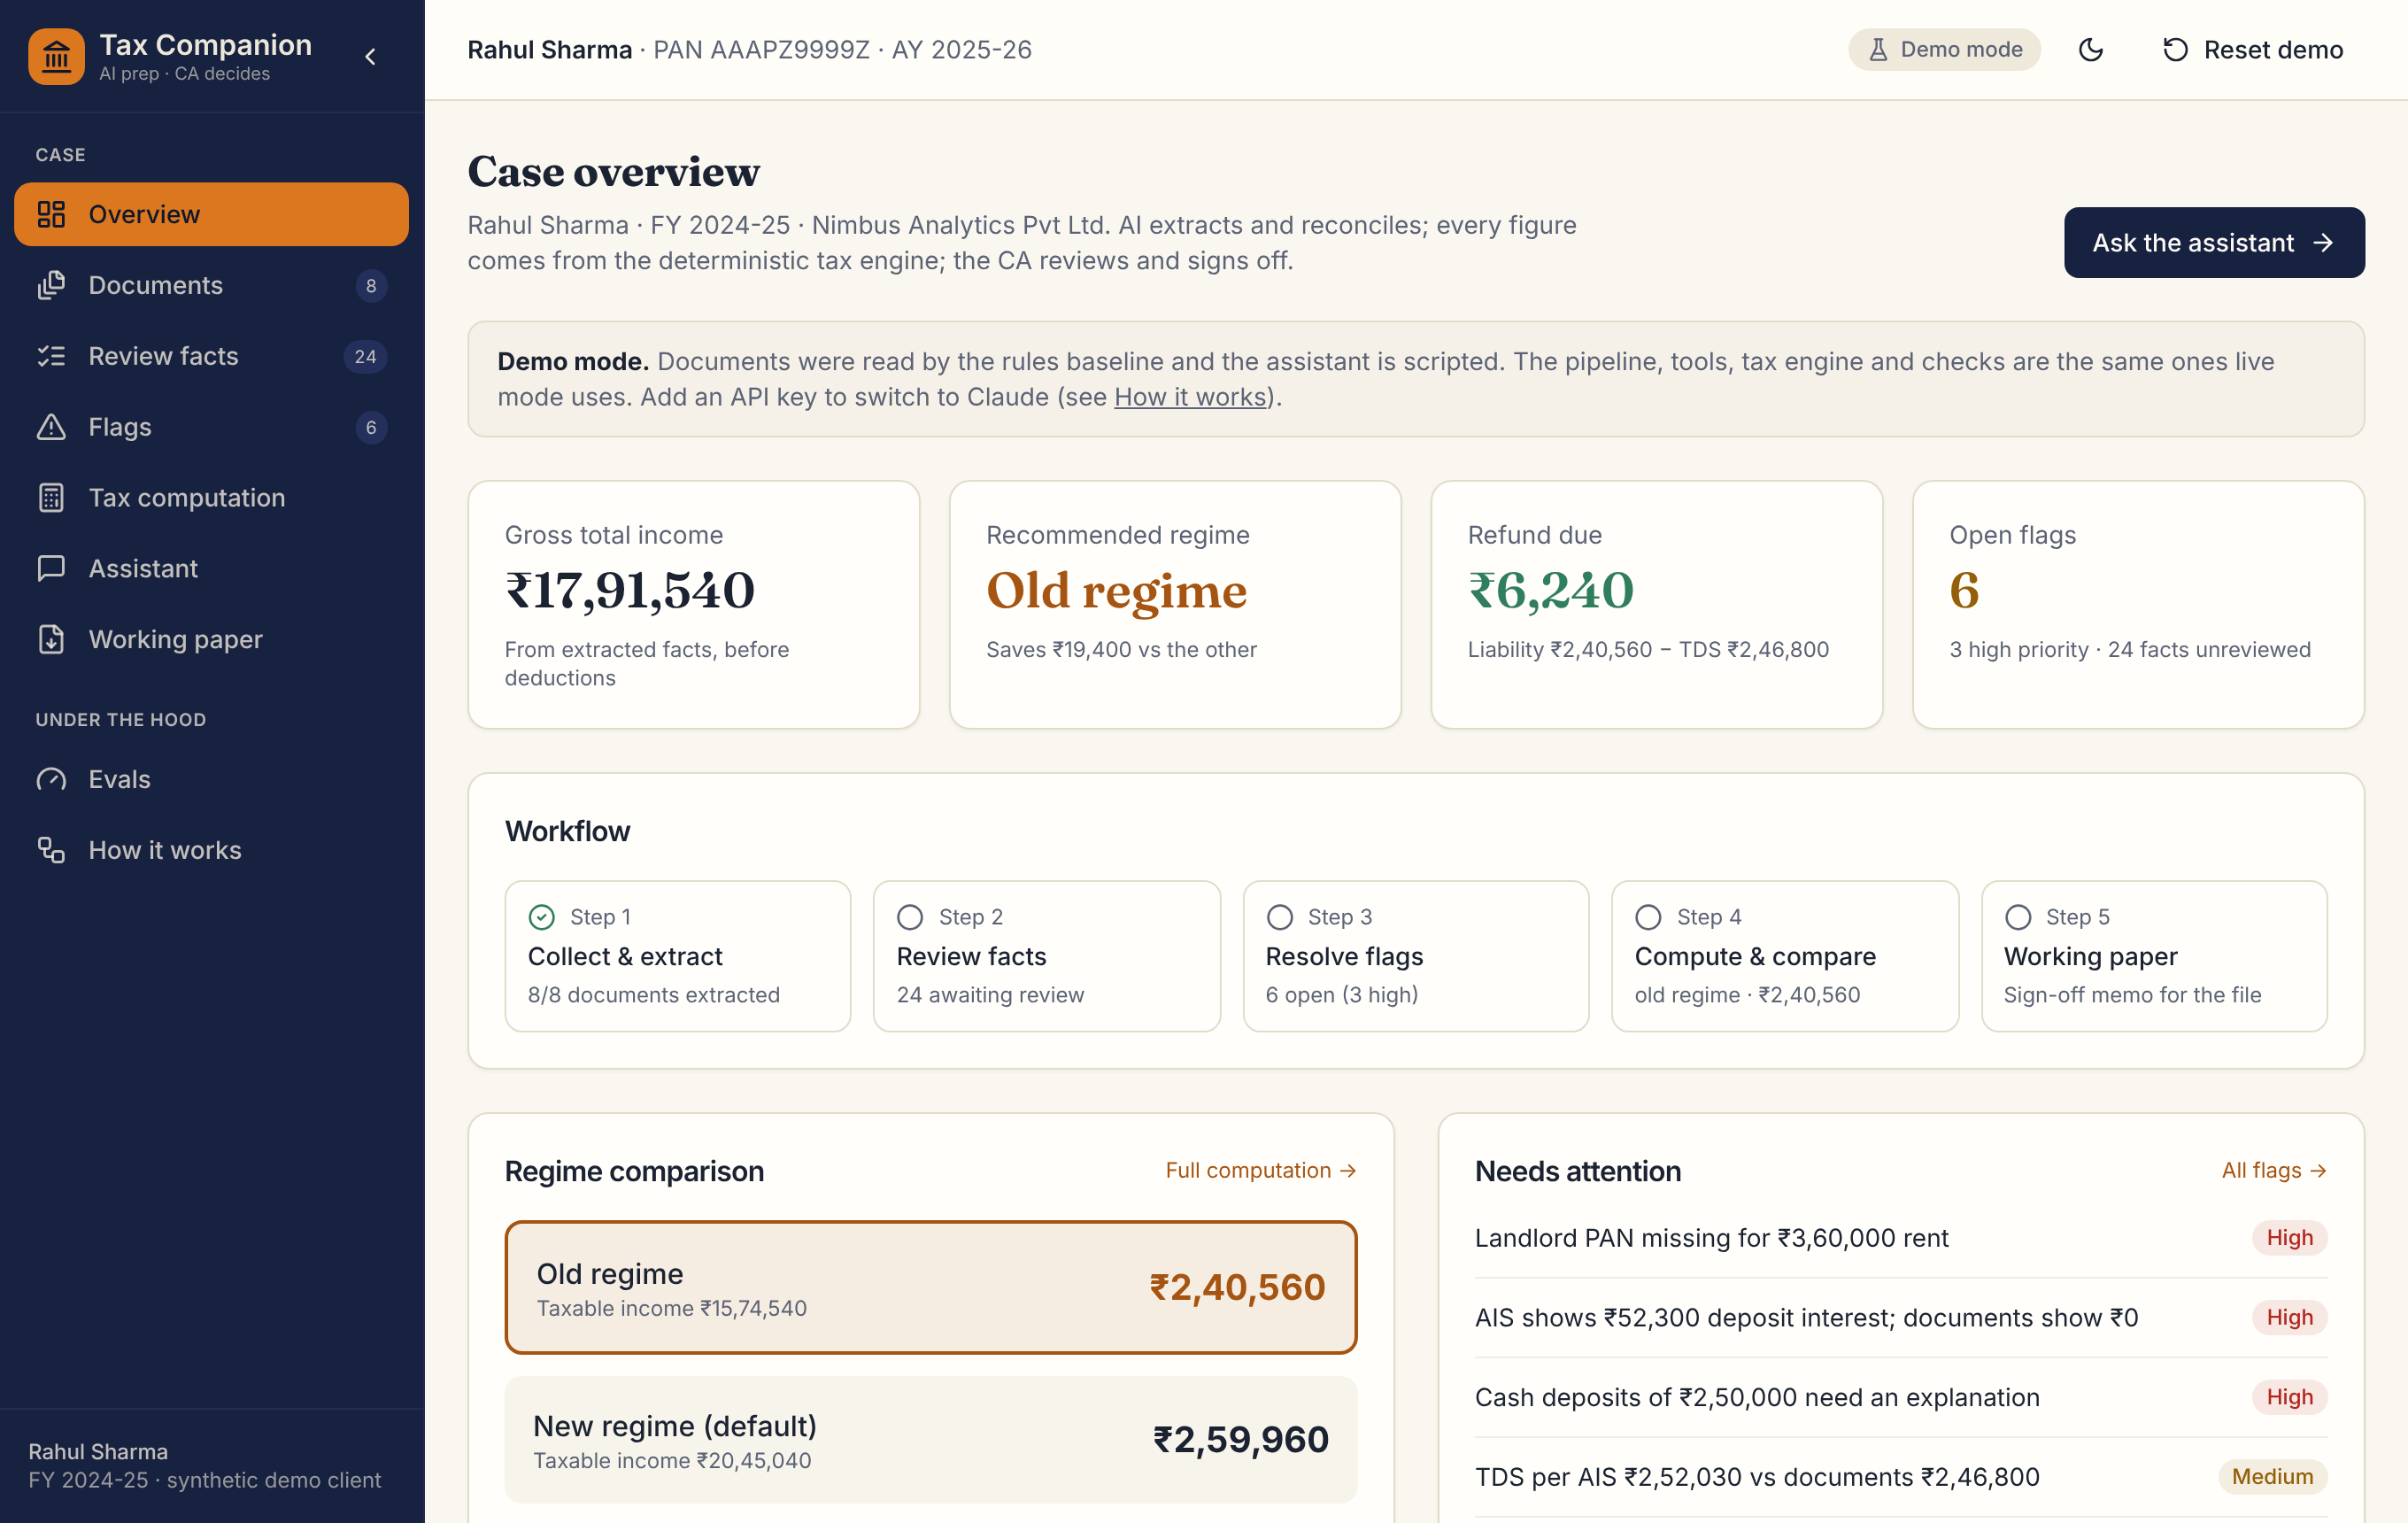 Tax Companion
AI prep · CA decides
CASE
Overview
Documents 8
Review facts 24
Flags 6
Tax computation
Assistant
Working paper
UNDER THE HOOD
Evals
How it works
Rahul Sharma
FY 2024-25 · synthetic demo client
Rahul Sharma · PAN AAAPZ9999Z · AY 2025-26
Demo mode
Reset demo
Case overview
Rahul Sharma · FY 2024-25 · Nimbus Analytics Pvt Ltd. AI extracts and reconciles; every figure
comes from the deterministic tax engine; the CA reviews and signs off.
Ask the assistant →
Demo mode. Documents were read by the rules baseline and the assistant is scripted. The pipeline, tools, tax engine and checks are the same ones live
mode uses. Add an API key to switch to Claude (see How it works).
Gross total income
₹17,91,540
From extracted facts, before
deductions
Recommended regime
Old regime
Saves ₹19,400 vs the other
Refund due
₹6,240
Liability ₹2,40,560 − TDS ₹2,46,800
Open flags
6
3 high priority · 24 facts unreviewed
Workflow
Step 1
Collect & extract
8/8 documents extracted
Step 2
Review facts
24 awaiting review
Step 3
Resolve flags
6 open (3 high)
Step 4
Compute & compare
old regime · ₹2,40,560
Step 5
Working paper
Sign-off memo for the file
Regime comparison
Full computation →
Old regime
Taxable income ₹15,74,540
₹2,40,560
New regime (default)
Taxable income ₹20,45,040
₹2,59,960
Needs attention
All flags →
Landlord PAN missing for ₹3,60,000 rent High
AIS shows ₹52,300 deposit interest; documents show ₹0 High
Cash deposits of ₹2,50,000 need an explanation High
TDS per AIS ₹2,52,030 vs documents ₹2,46,800 Medium